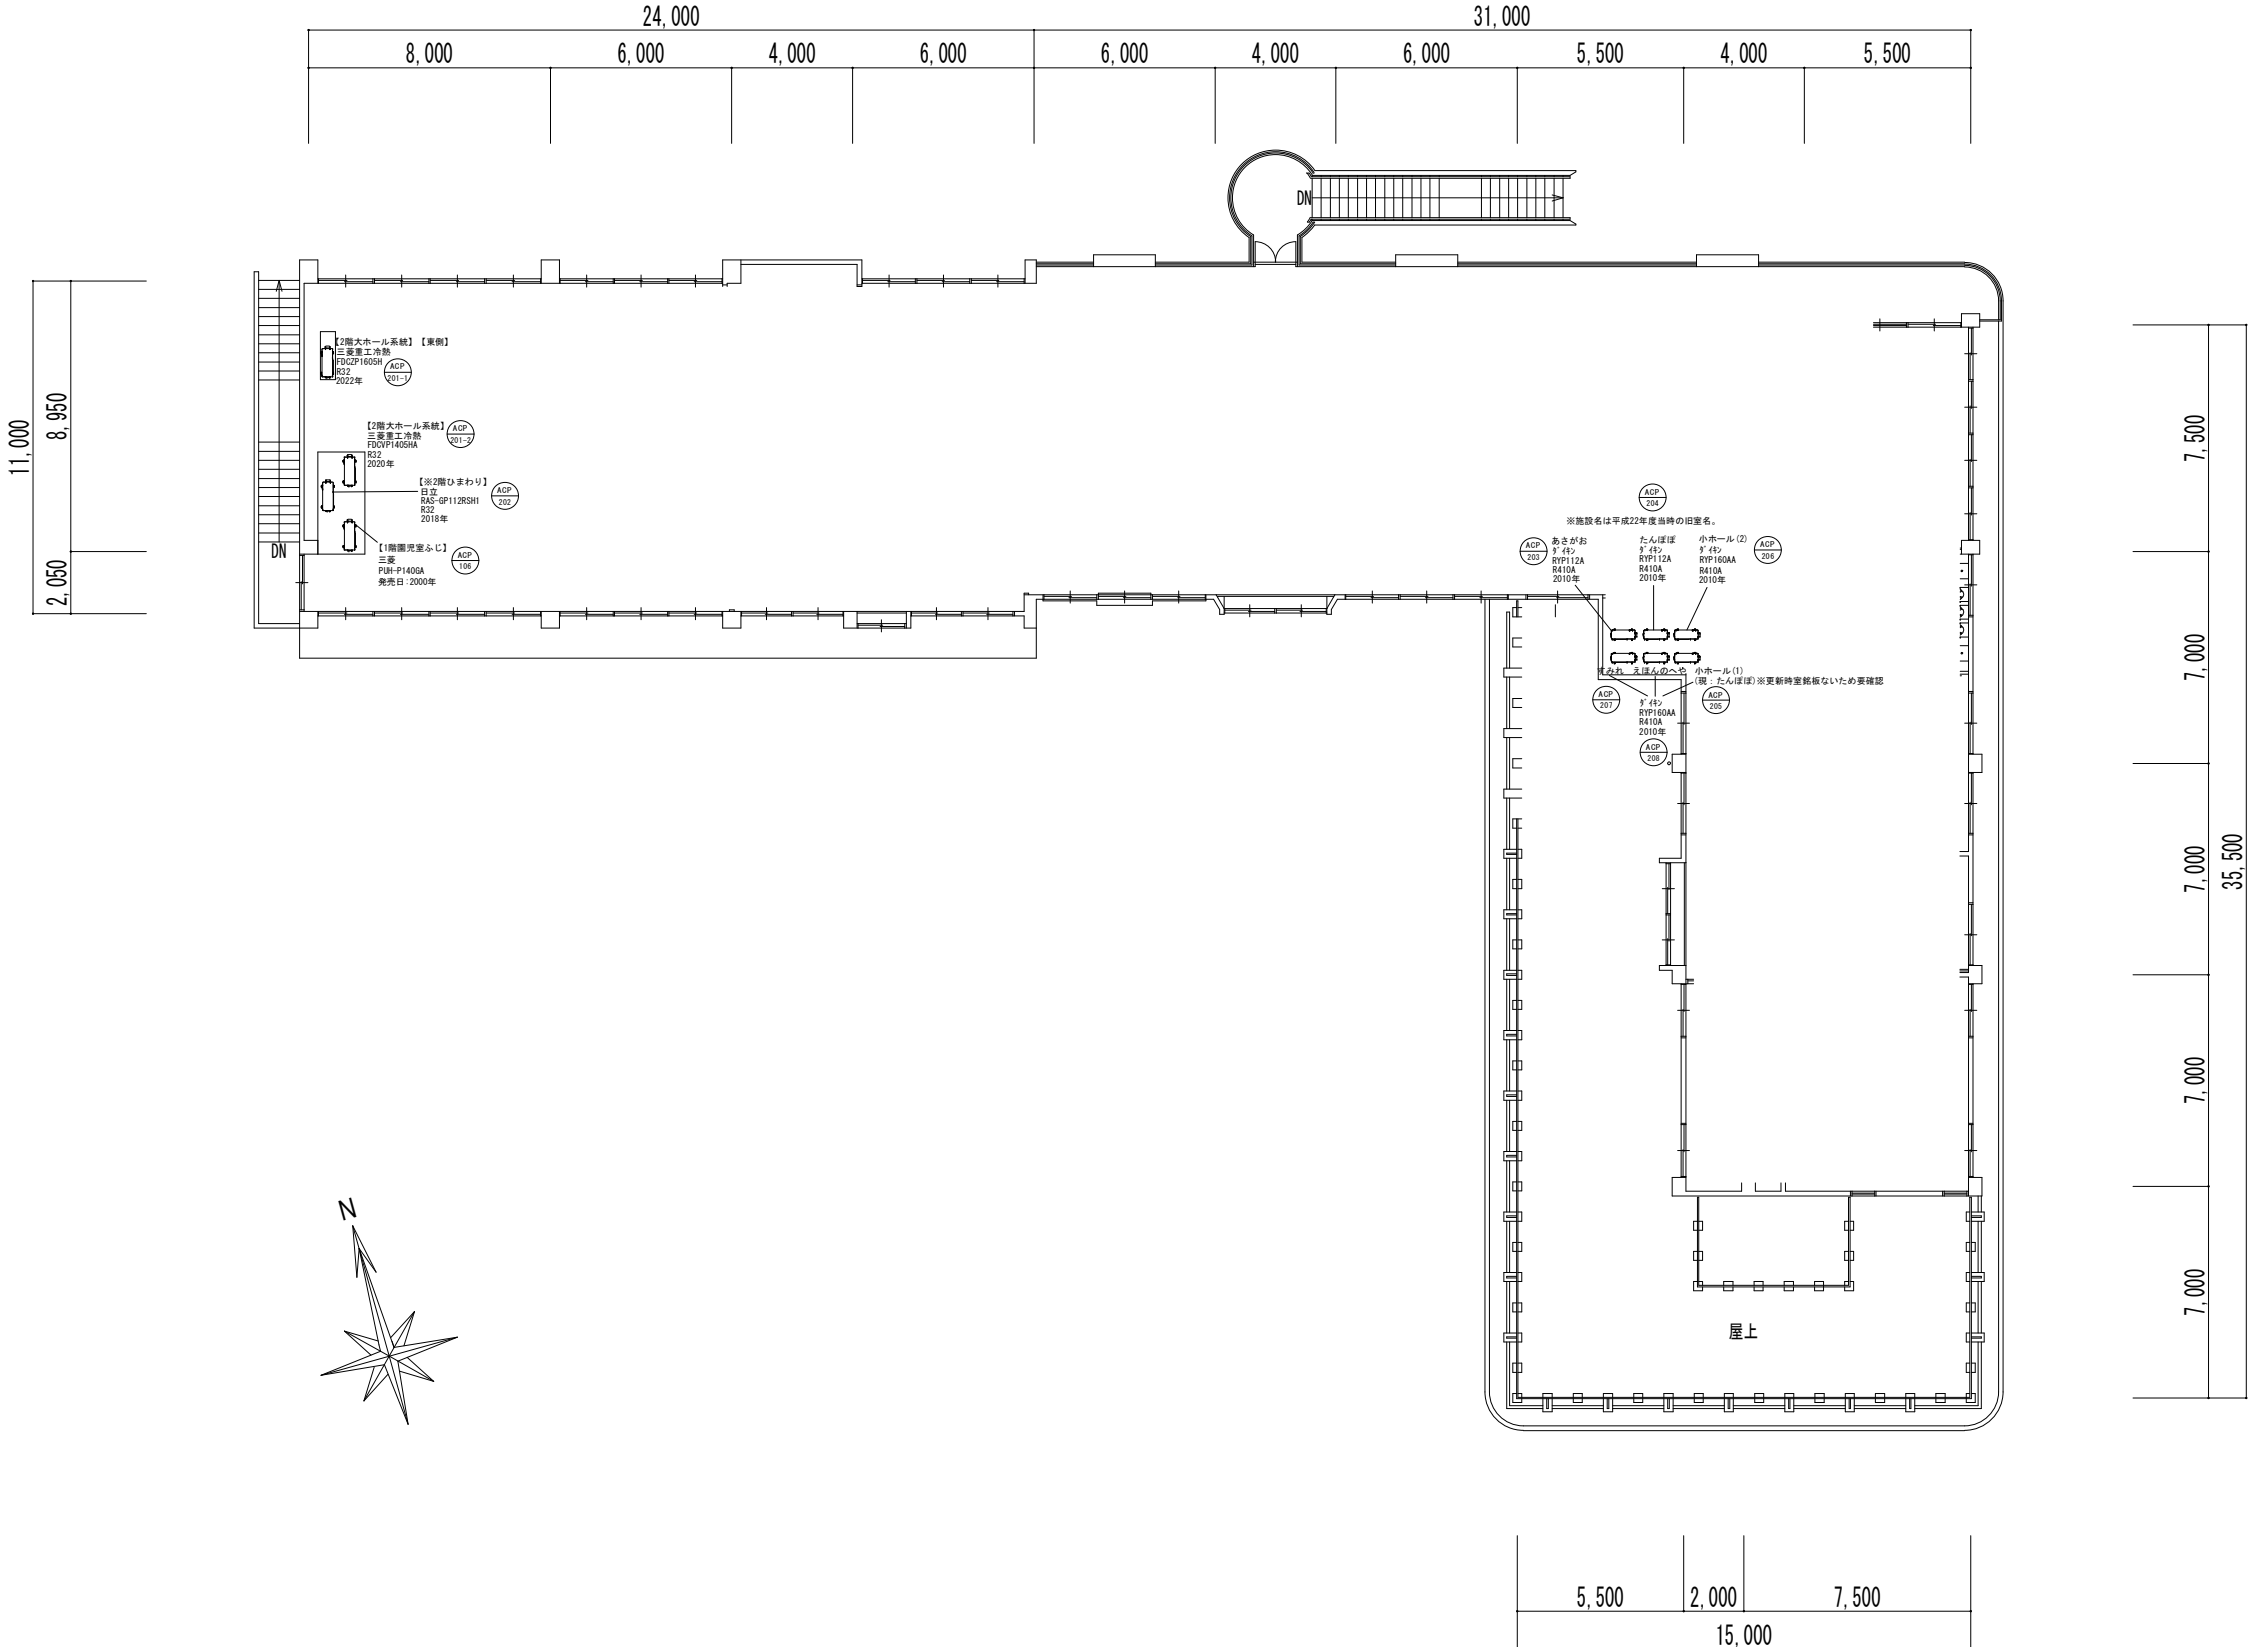 24,000
31,000
8,000
6,000
4,000
6,000
6,000
4,000
6,000
5,500
4,000
5,500
DN
【2階大ホール系統】【東側】
三菱重工冷熱
FDCZP1605H
R32
2022年
ACP
201-1
【2階大ホール系統】
三菱重工冷熱
FDCVP1405HA
R32
2020年
ACP
201-2
【※2階ひまわり】
日立
RAS-GP112RSH1
R32
2018年
ACP
202
【1階園児室ふじ】
三菱
PUH-P140GA
発売日:2000年
ACP
106
DN
11,000
8,950
2,050
ACP
204
※施設名は平成22年度当時の旧室名。
ACP
203
あさがお
ダイキン
RYP112A
R410A
2010年
たんぽぽ
ダイキン
RYP112A
R410A
2010年
小ホール(2)
ダイキン
RYP160AA
R410A
2010年
ACP
206
すみれ えほんのへや 小ホール(1)
(現：たんぽぽ)※更新時室銘板ないため要確認
ACP
207
ダイキン
RYP160AA
R410A
2010年
ACP
205
ACP
208
7,500
7,000
7,000
7,000
7,000
35,500
N
屋上
5,500
2,000
7,500
15,000